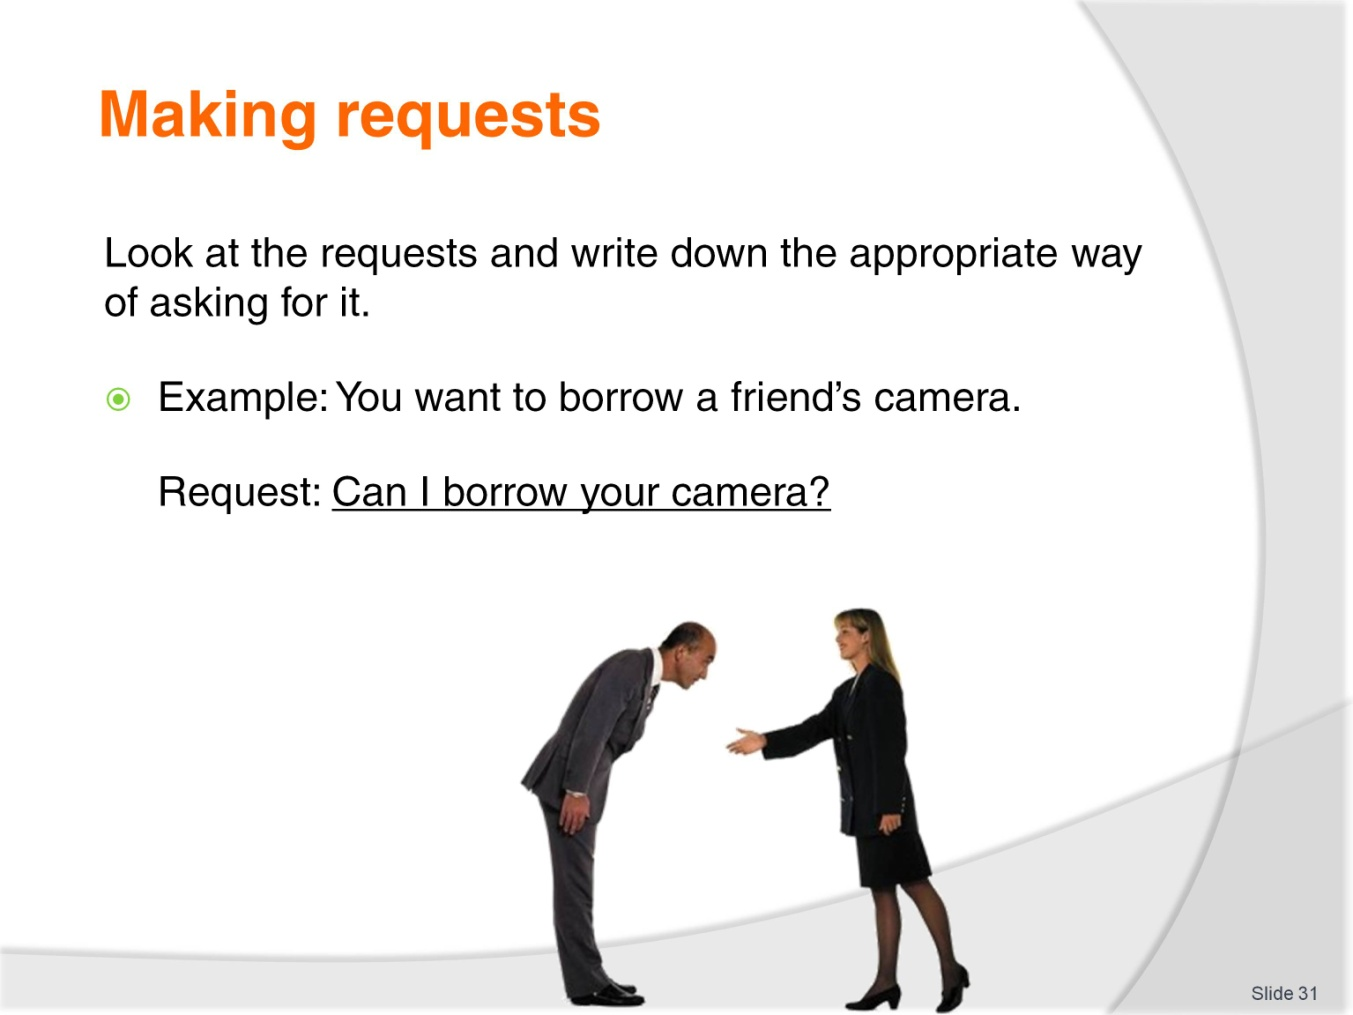 Making requests
Look at the requests and write down the appropriate way
of asking for it.
Example: You want to borrow a friend’s camera.
Request: Can I borrow your camera?
Slide 31